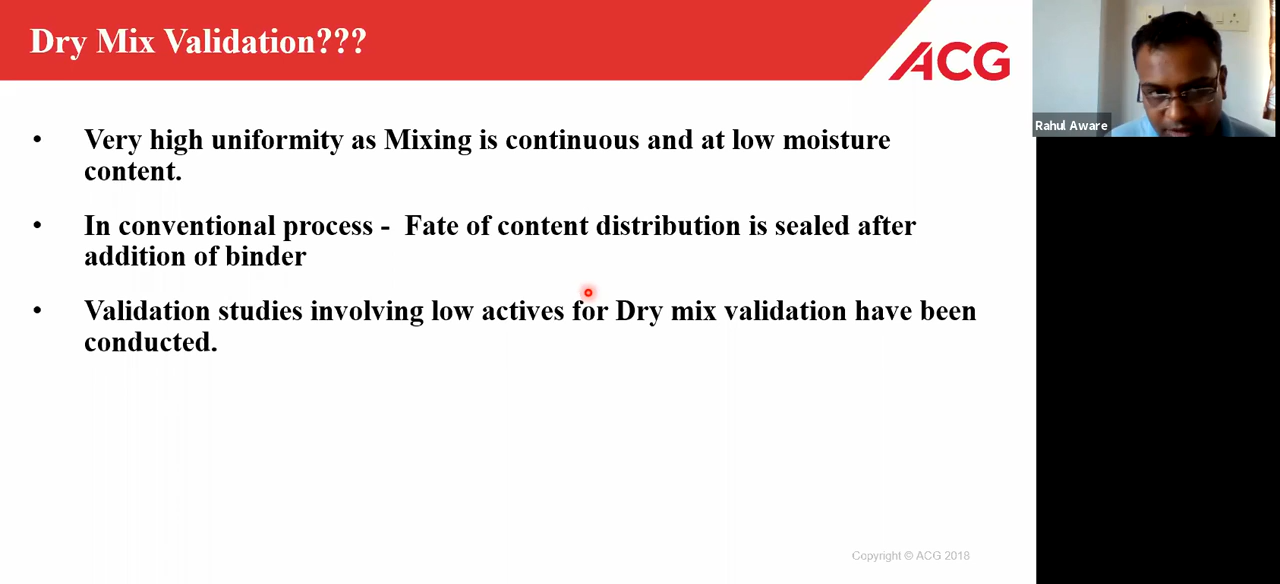 Dry Mix Validation???
ACG
Rahul Aware
• Very high uniformity as Mixing is continuous and at low moisture
content.
• In conventional process - Fate of content distribution is sealed after
addition of binder
• Validation studies involving low actives for Dry mix validation have been
conducted.
Copyright © ACG 2018